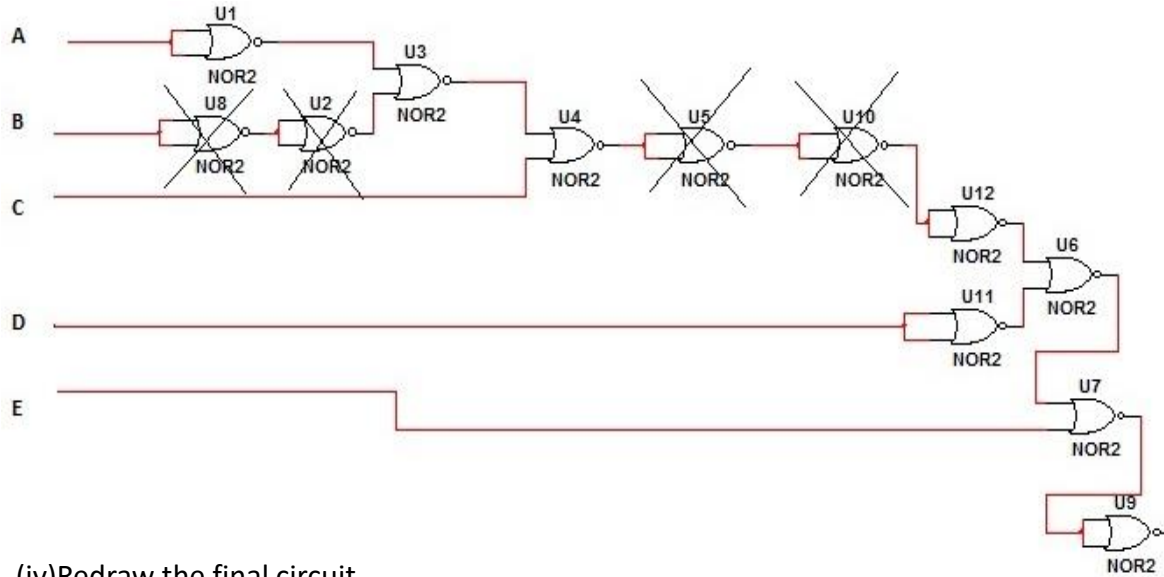 A
U1
NOR2
U3
NOR2
B
U8
NOR2
U2
NOR2
U4
NOR2
U5
NOR2
U10
NOR2
C
U12
NOR2
U6
NOR2
D
U11
NOR2
E
U7
NOR2
U9
NOR2
(iv)Redraw the final circuit